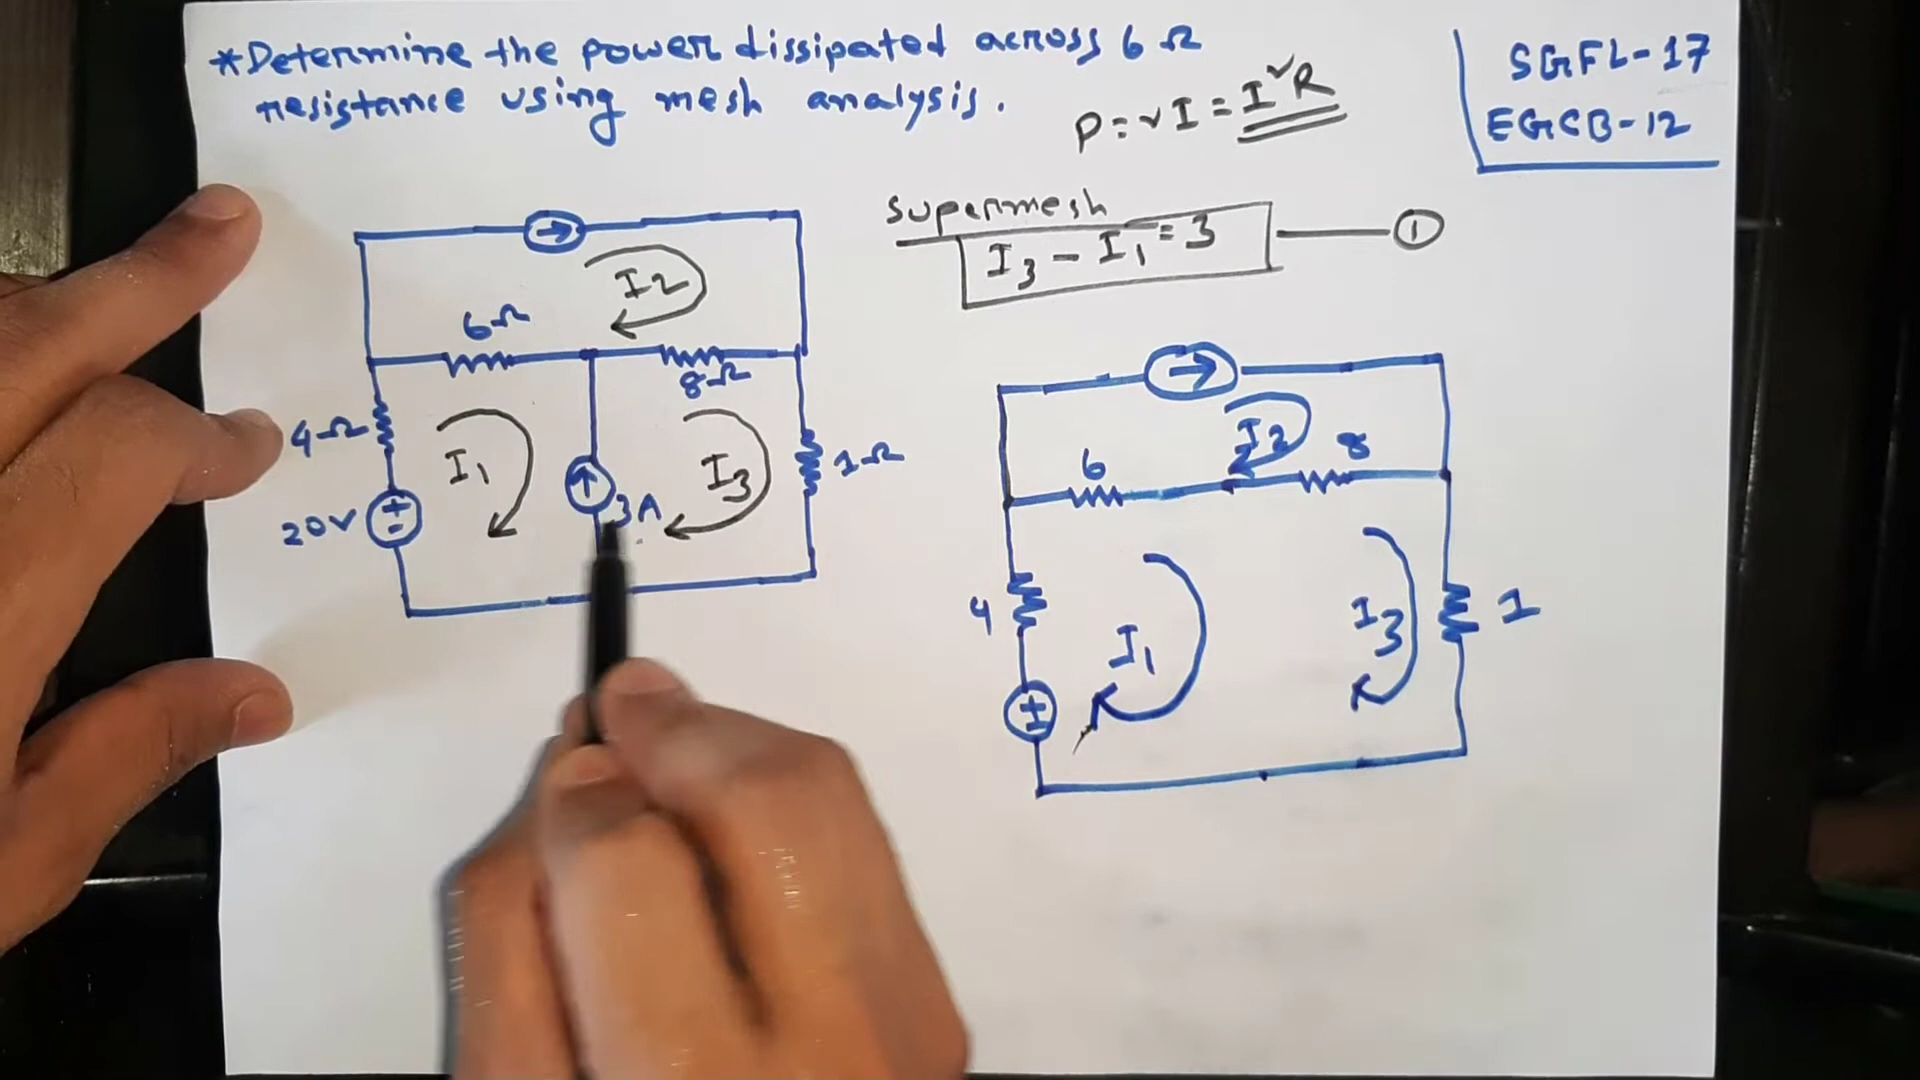 *Determine the power dissipated across 6Ω
resistance using mesh analysis.
P = VI = I²R
SGFL-17
EGCB-12
Supermesh
I₃ - I₁ = 3
①
I2
6Ω
8Ω
4Ω
I₁
I₃
1Ω
20V
+
-
3A
I2
6
8
4
I₁
I₃
1
+
-